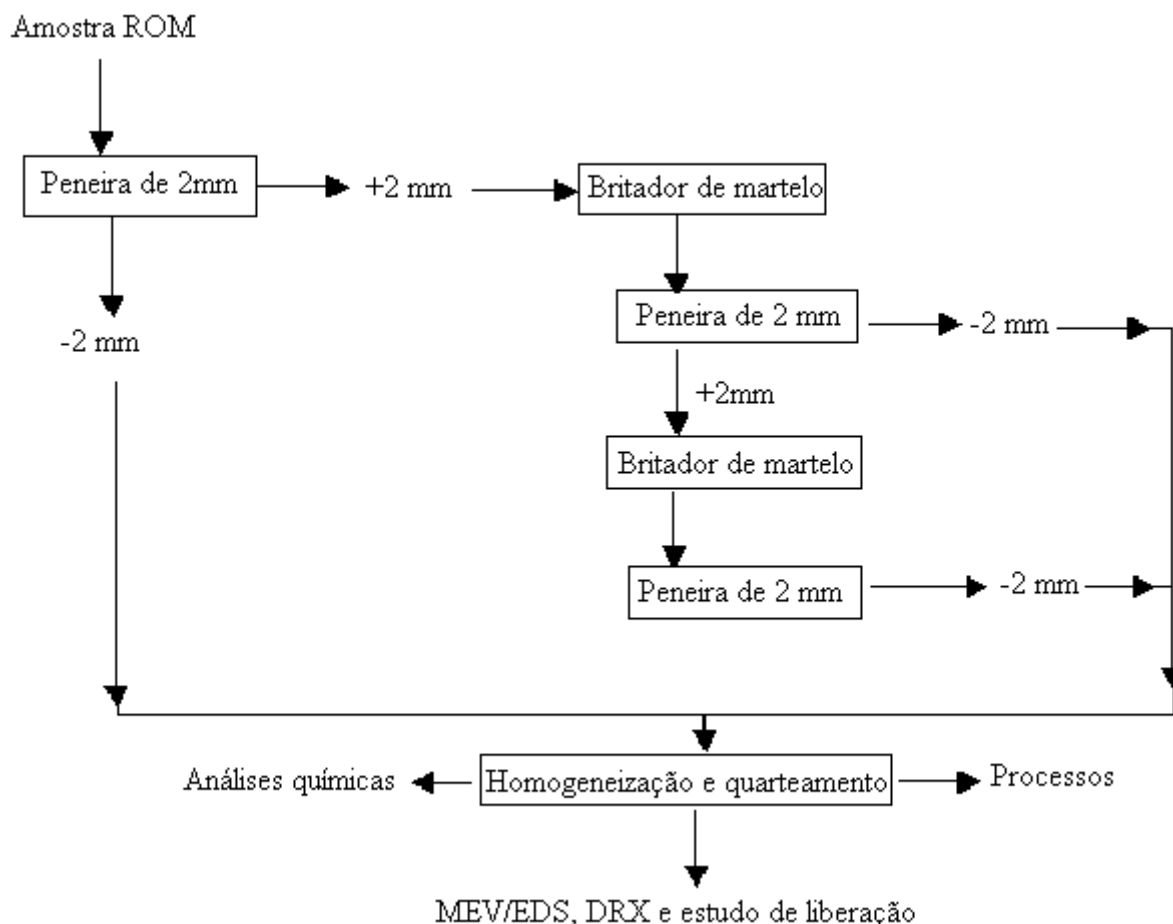 Amostra ROM
Peneira de 2mm
+2 mm
Britador de martelo
Peneira de 2 mm
-2 mm
-2 mm
+2mm
Britador de martelo
Peneira de 2 mm
-2 mm
Análises químicas
Homogeneização e quarteamento
Processos
MEV/EDS, DRX e estudo de liberação